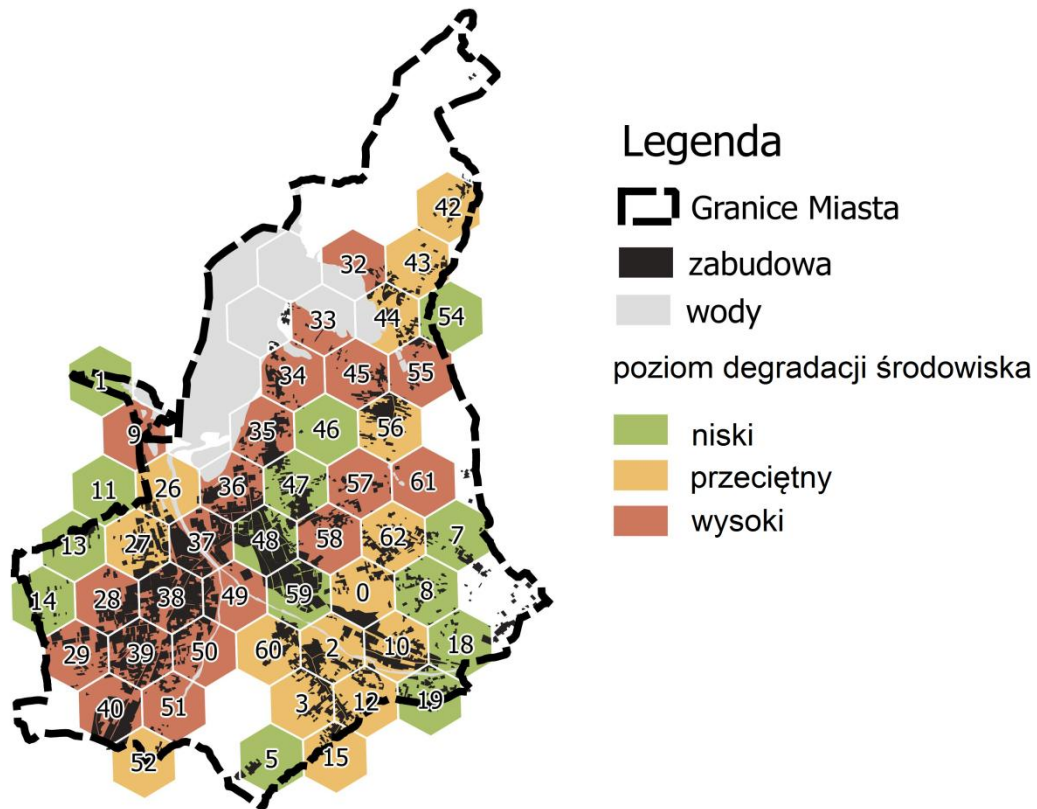 Legenda
Granice Miasta
zabudowa
wody
poziom degradacji środowiska
niski
przeciętny
wysoki
42
32 43
33 44 54
1 34 45 55
9 35 46 56
11 26 36 47 57 61
13 27 37 48 58 62 7
14 28 38 49 59 0 8
29 39 50 60 2 10 18
40 51 3 12 19
52 5 15